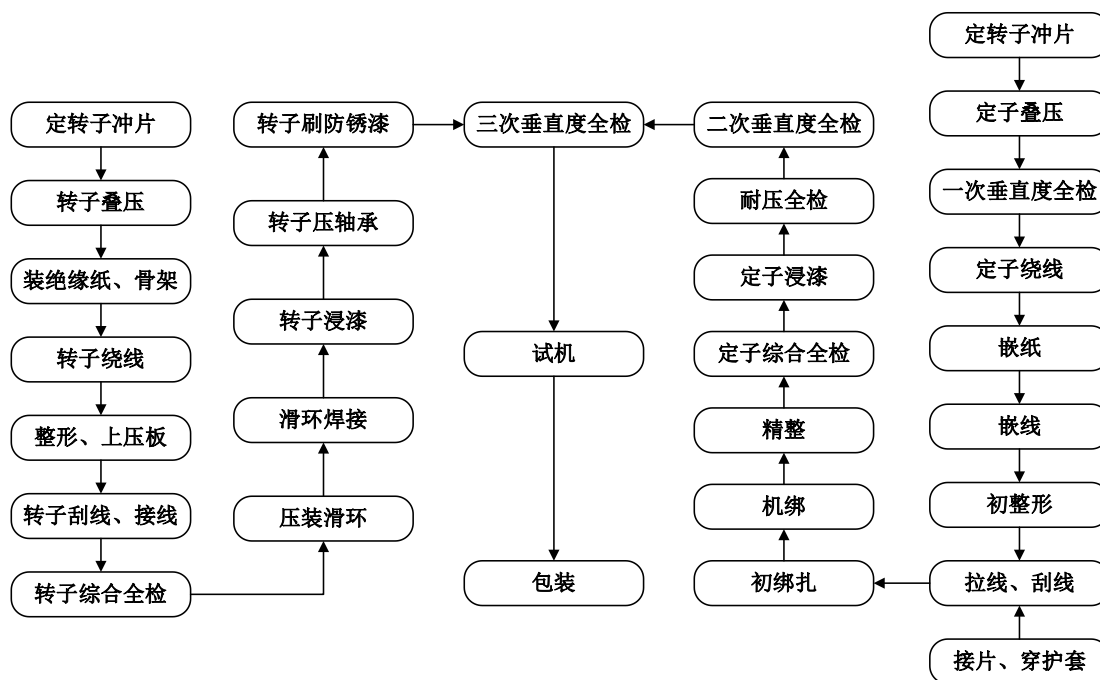 定转子冲片
转子叠压
装绝缘纸、骨架
转子绕线
整形、上压板
转子刮线、接线
转子综合全检
转子刷防锈漆
转子压轴承
转子浸漆
滑环焊接
压装滑环
三次垂直度全检
试机
包装
二次垂直度全检
耐压全检
定子浸漆
定子综合全检
精整
机绑
初绑扎
定转子冲片
定子叠压
一次垂直度全检
定子绕线
嵌纸
嵌线
初整形
拉线、刮线
接片、穿护套